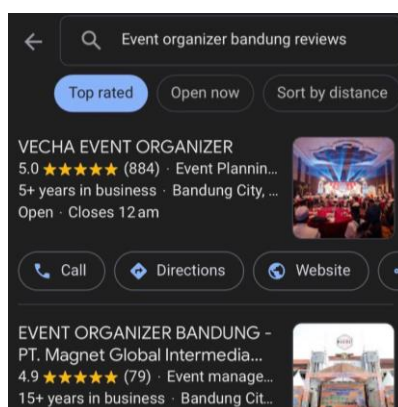 Event organizer bandung reviews
Top rated
Open now
Sort by distance
VECHA EVENT ORGANIZER
5.0 ★★★★★ (884) · Event Plannin...
5+ years in business · Bandung City, ...
Open · Closes 12 am
Call
Directions
Website
EVENT ORGANIZER BANDUNG -
PT. Magnet Global Intermedia...
4.9 ★★★★★ (79) · Event manage...
15+ years in business · Bandung Cit...